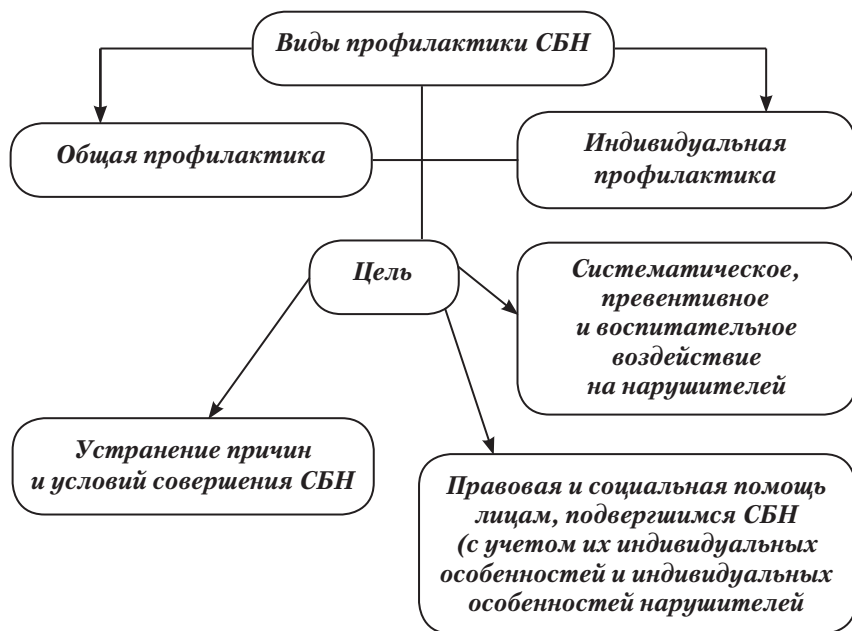 Виды профилактики СБН
Общая профилактика
Индивидуальная
профилактика
Цель
Систематическое,
превентивное
и воспитательное
воздействие
на нарушителей
Устранение причин
и условий совершения СБН
Правовая и социальная помощь
лицам, подвергшимся СБН
(с учетом их индивидуальных
особенностей и индивидуальных
особенностей нарушителей